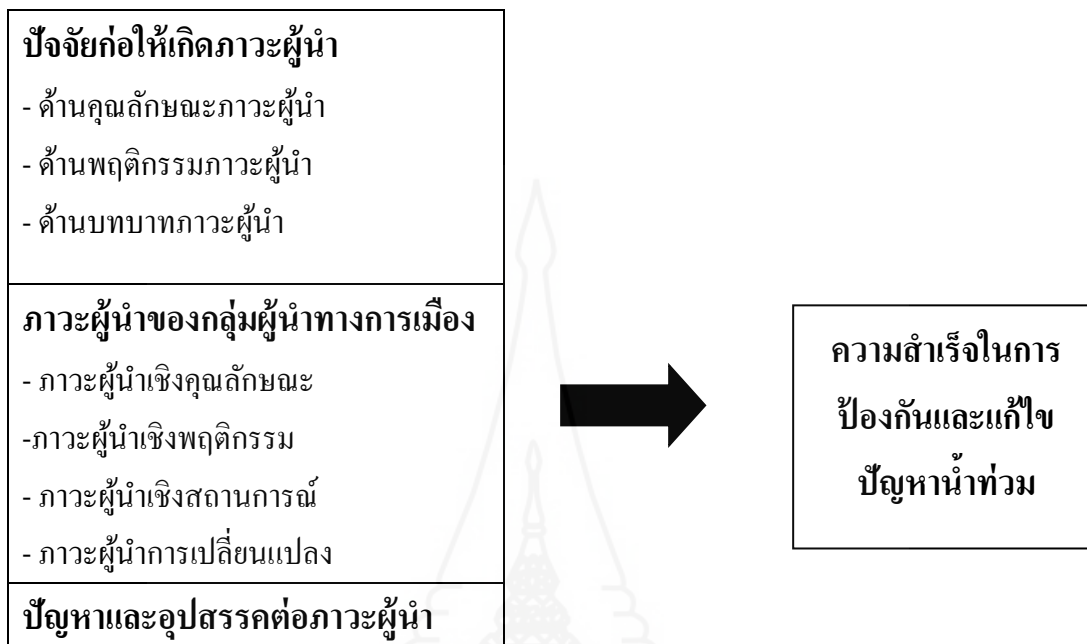 ปัจจัยก่อให้เกิดภาวะผู้นำ
- ด้านคุณลักษณะภาวะผู้นำ
- ด้านพฤติกรรมภาวะผู้นำ
- ด้านบทบาทภาวะผู้นำ
ภาวะผู้นำของกลุ่มผู้นำทางการเมือง
- ภาวะผู้นำเชิงคุณลักษณะ
-ภาวะผู้นำเชิงพฤติกรรม
- ภาวะผู้นำเชิงสถานการณ์
- ภาวะผู้นำการเปลี่ยนแปลง
ปัญหาและอุปสรรคต่อภาวะผู้นำ
ความสำเร็จในการ
ป้องกันและแก้ไข
ปัญหาน้ำท่วม